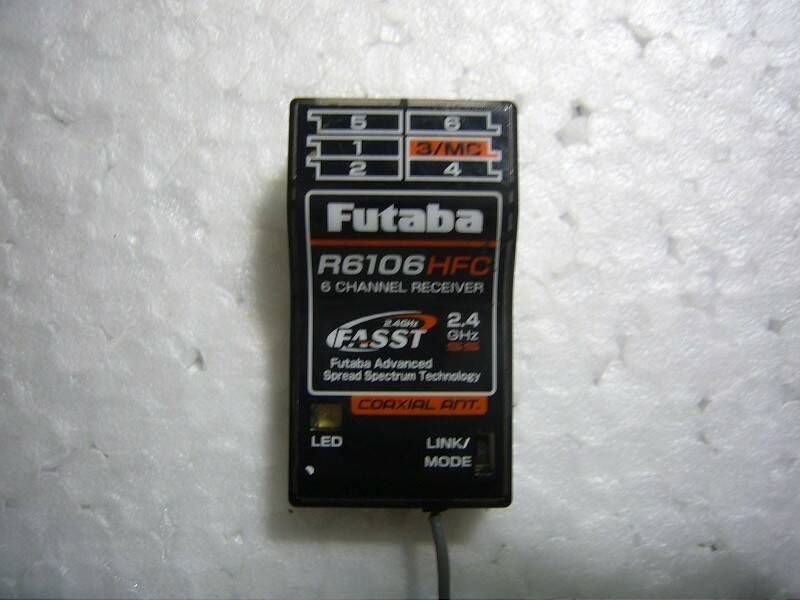 5 6
1 3/MC
2 4
Futaba
R6106HFC
6 CHANNEL RECEIVER
2.4GHz
FASST
2.4
GHz
SS
Futaba Advanced
Spread Spectrum Technology
COAXIAL ANT.
LED
LINK/
MODE